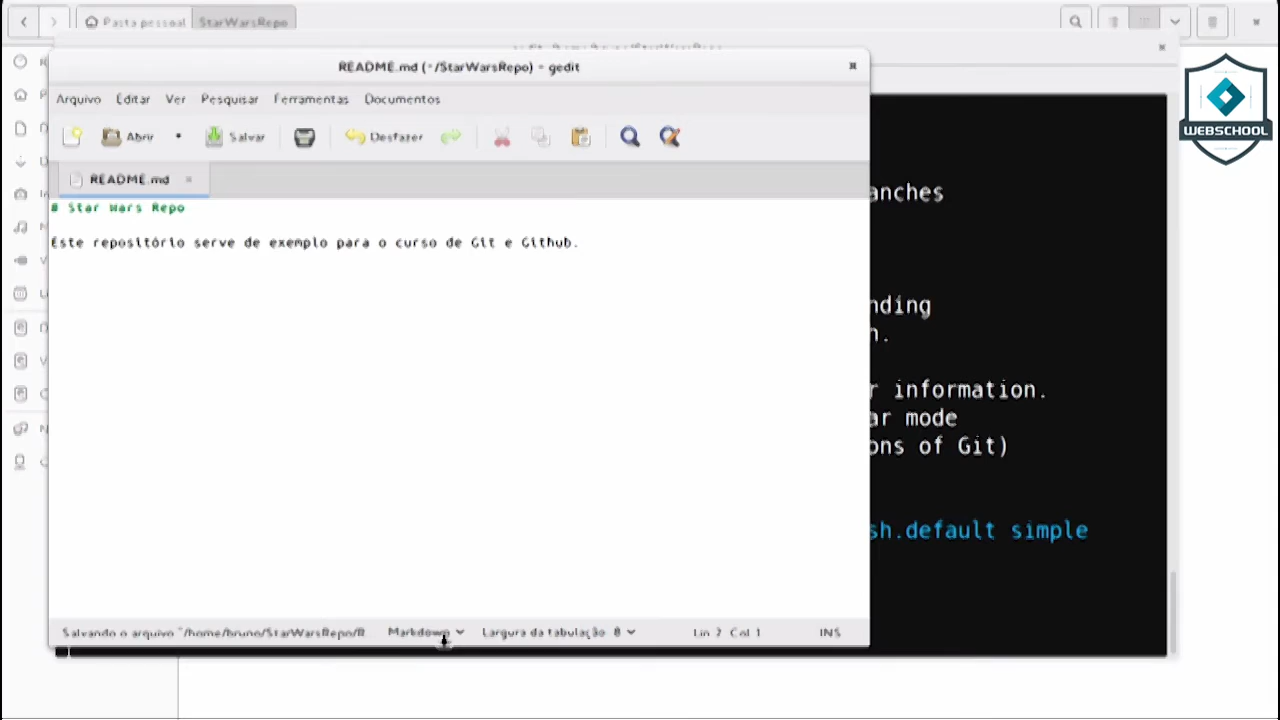 Pasta pessoal StarWarsRepo
README.md (~/StarWarsRepo) - gedit
Arquivo Editar Ver Pesquisar Ferramentas Documentos
Abrir Salvar Desfazer
README.md
# Star Wars Repo
Este repositório serve de exemplo para o curso de Git e Github.
Salvando o arquivo "/home/bruno/StarWarsRepo/R Markdown Largura da tabulação 8 Lin 2 Col 1 INS
anches
nding
n.
r information.
ar mode
ons of Git)
sh.default simple
WEBSCHOOL